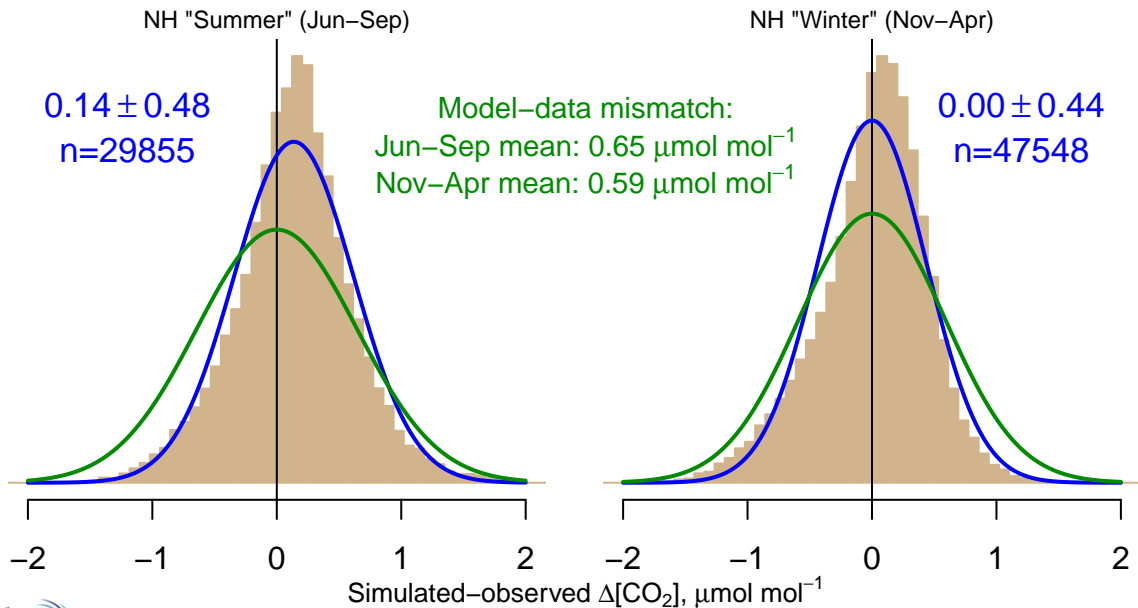 NH "Summer" (Jun−Sep)
0.14 ± 0.48
n=29855
Model−data mismatch:
Jun−Sep mean: 0.65 μmol mol⁻¹
Nov−Apr mean: 0.59 μmol mol⁻¹
NH "Winter" (Nov−Apr)
0.00 ± 0.44
n=47548
−2 −1 0 1 2
−2 −1 0 1 2
Simulated−observed Δ[CO₂], μmol mol⁻¹